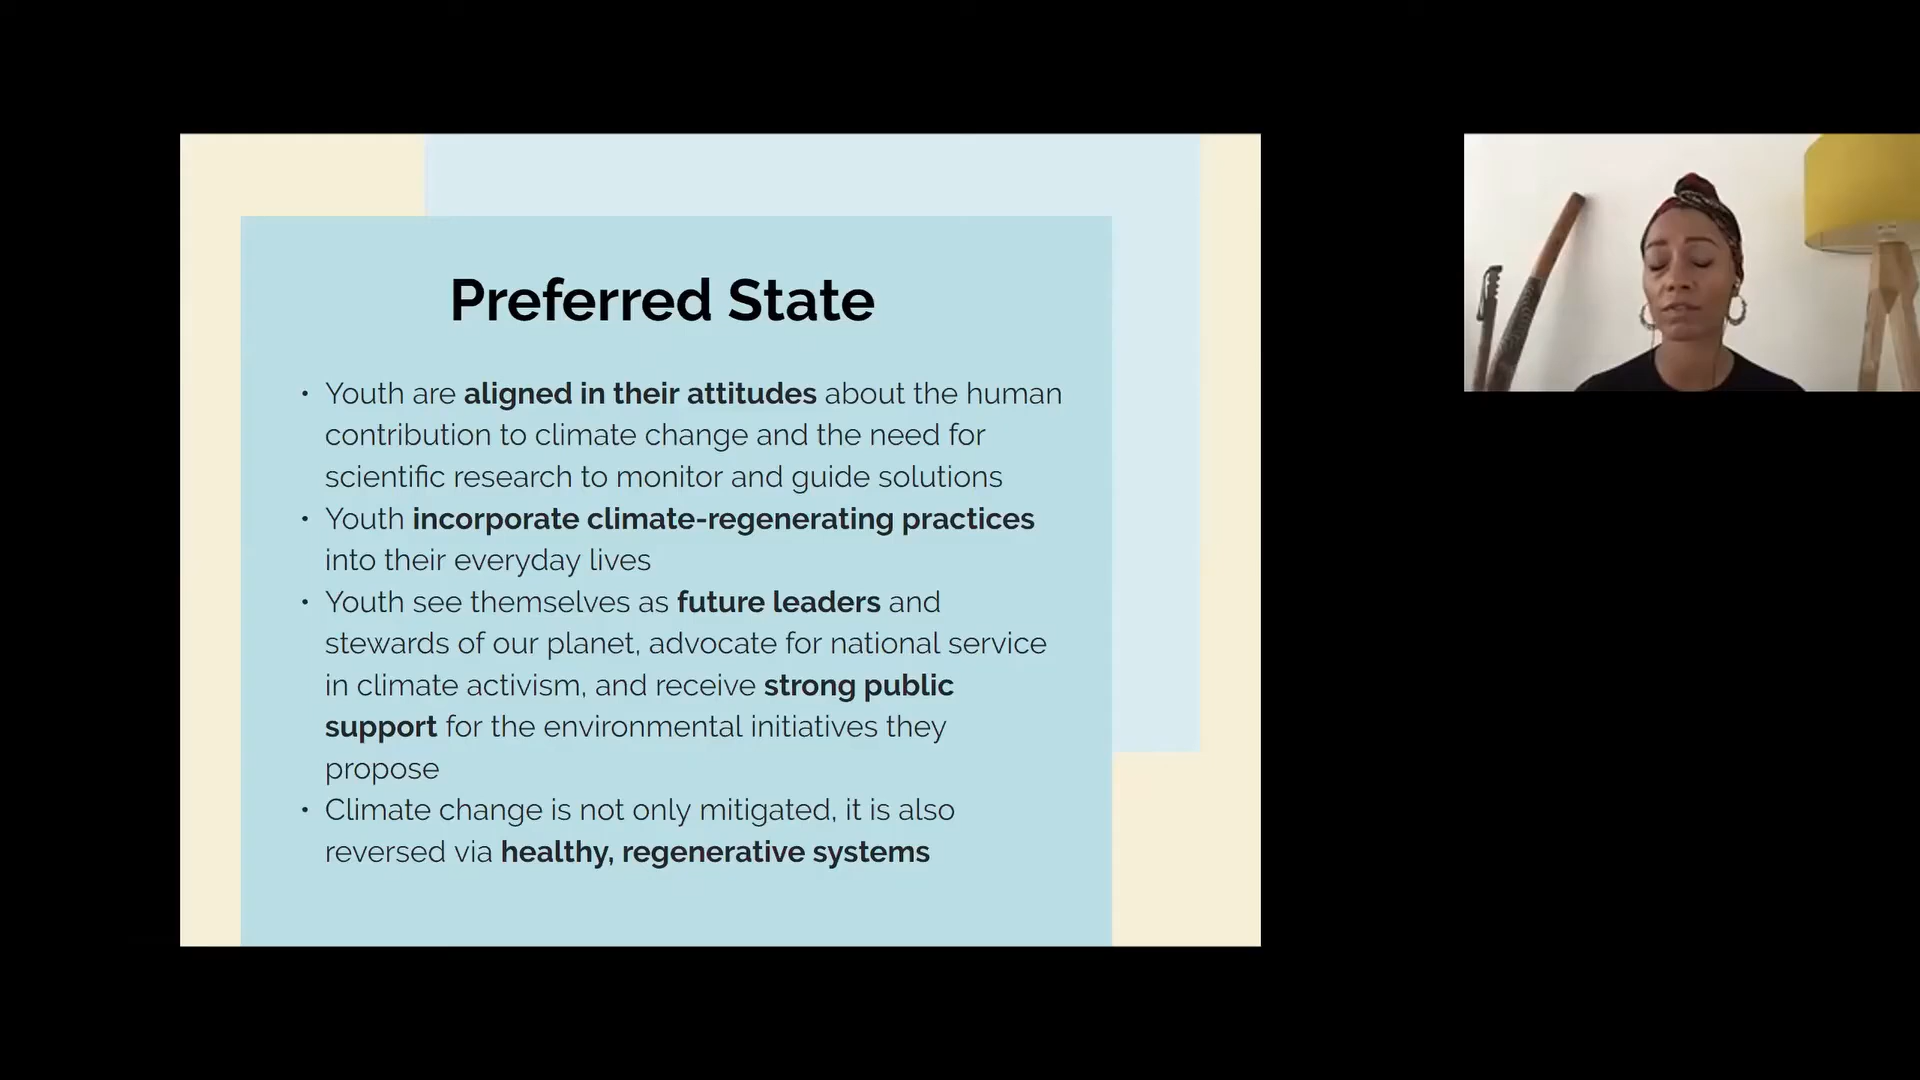 Preferred State
• Youth are aligned in their attitudes about the human
contribution to climate change and the need for
scientific research to monitor and guide solutions
• Youth incorporate climate-regenerating practices
into their everyday lives
• Youth see themselves as future leaders and
stewards of our planet, advocate for national service
in climate activism, and receive strong public
support for the environmental initiatives they
propose
• Climate change is not only mitigated, it is also
reversed via healthy, regenerative systems